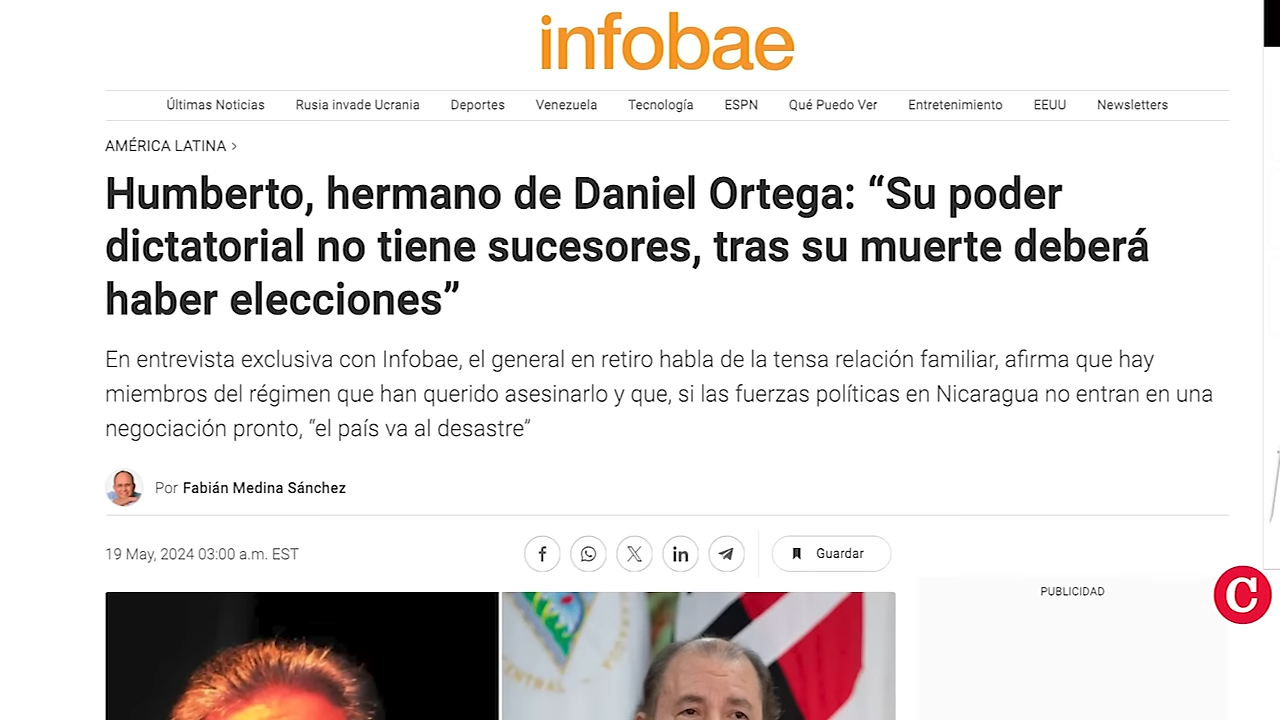 infobae
Últimas Noticias Rusia invade Ucrania Deportes Venezuela Tecnología ESPN Qué Puedo Ver Entretenimiento EEUU Newsletters
AMÉRICA LATINA >
Humberto, hermano de Daniel Ortega: “Su poder
dictatorial no tiene sucesores, tras su muerte deberá
haber elecciones”
En entrevista exclusiva con Infobae, el general en retiro habla de la tensa relación familiar, afirma que hay
miembros del régimen que han querido asesinarlo y que, si las fuerzas políticas en Nicaragua no entran en una
negociación pronto, “el país va al desastre”
Por Fabián Medina Sánchez
19 May, 2024 03:00 a.m. EST
Guardar
PUBLICIDAD
C